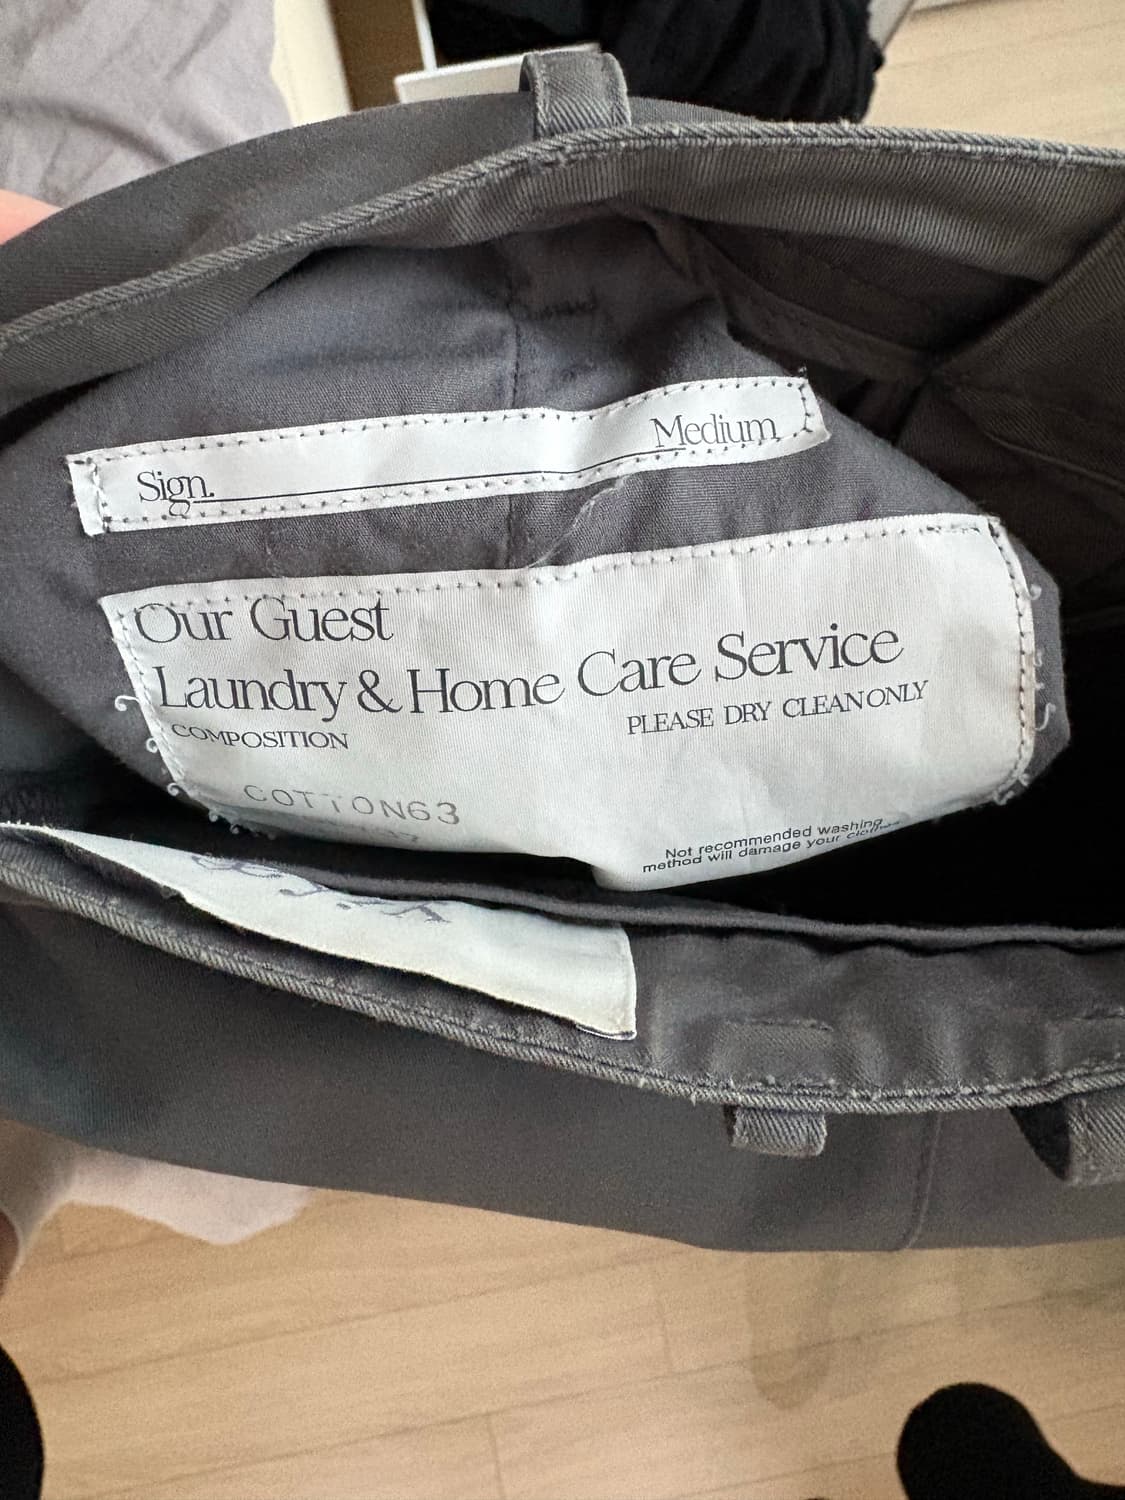 Sign. Medium
Our Guest
Laundry & Home Care Service
COMPOSITION
PLEASE DRY CLEAN ONLY
COTTON63
Not recommended washing
method will damage your clothes